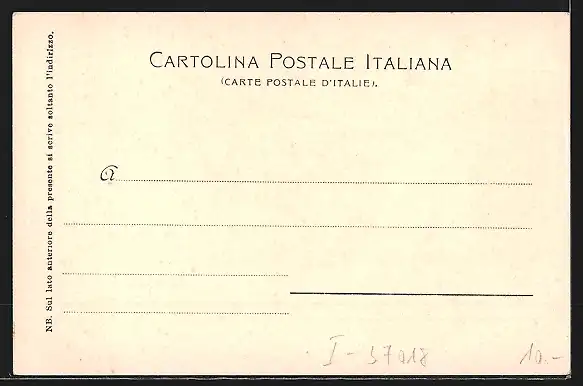 CARTOLINA POSTALE ITALIANA
(CARTE POSTALE D'ITALIE).
NB. Sul lato anteriore della presente si scrive soltanto l'indirizzo.
A
I-37018
10.-